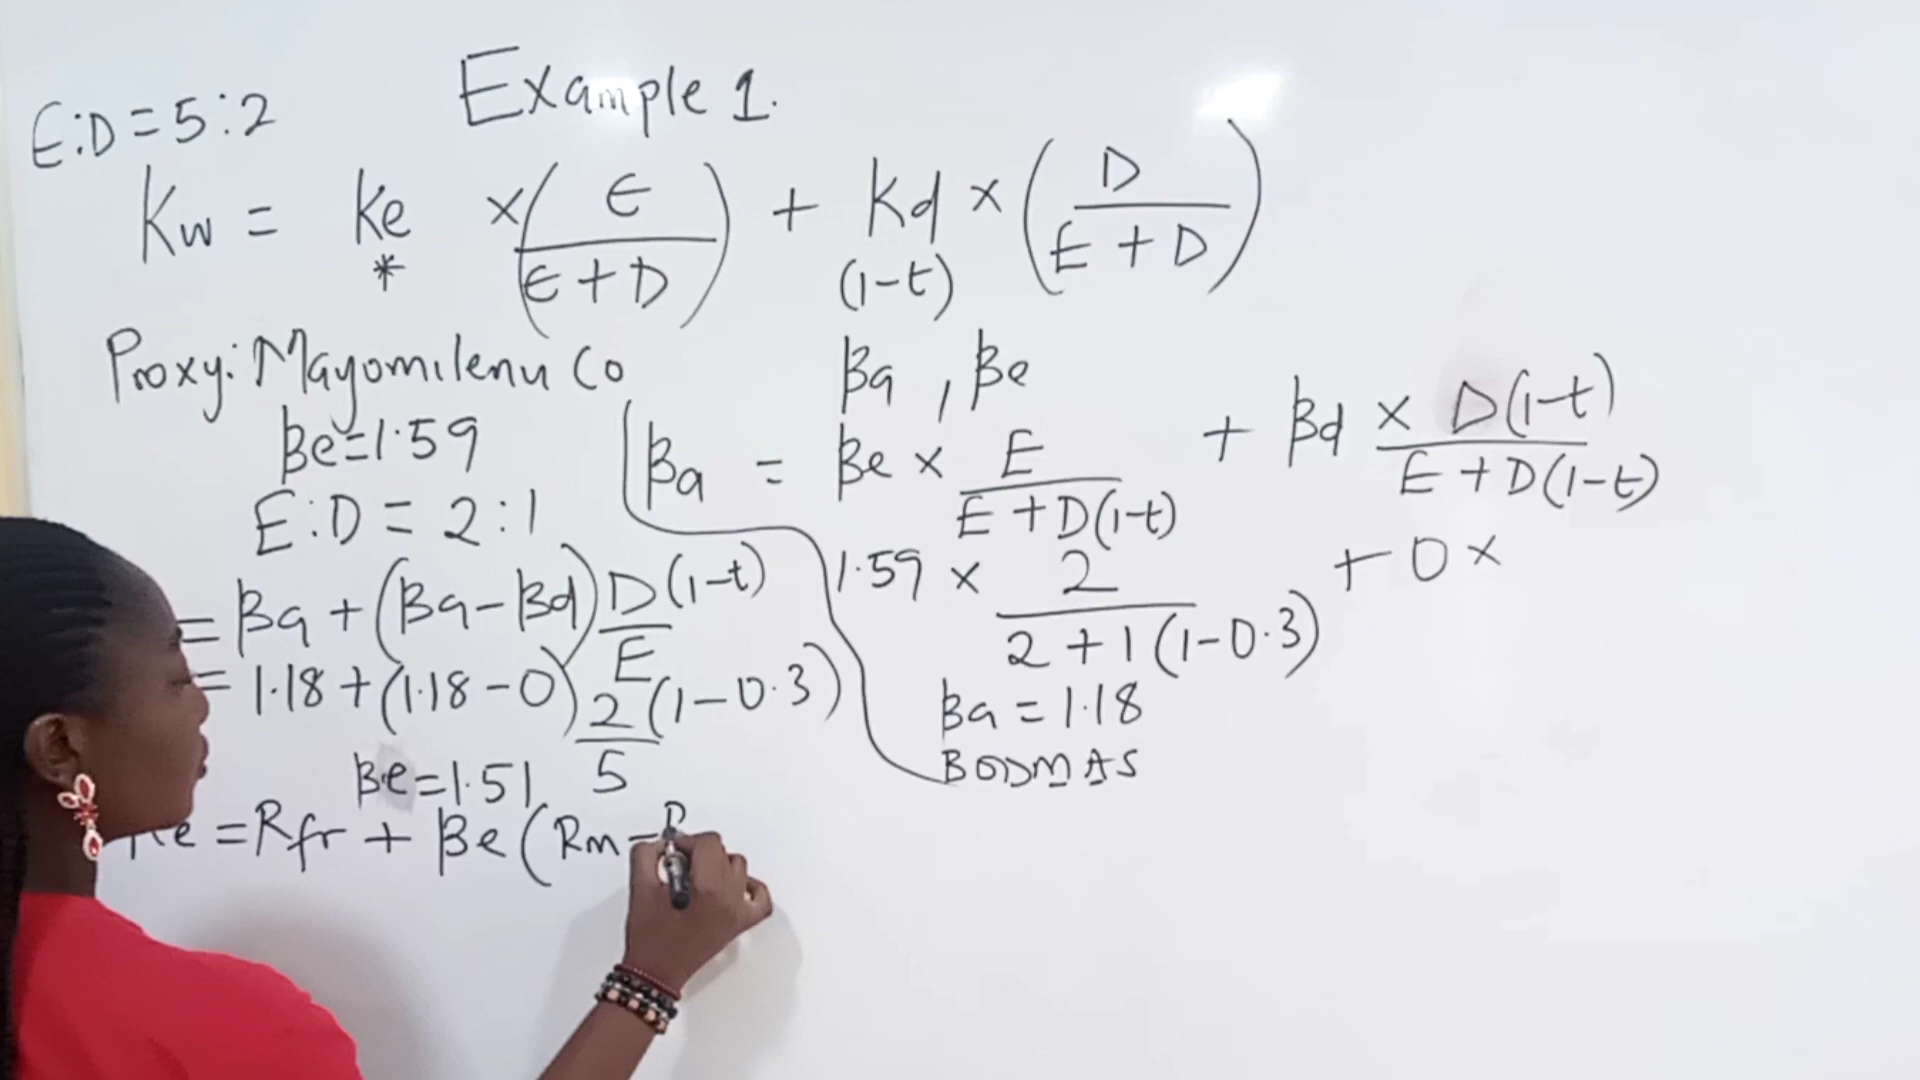 Example 1.
E:D = 5:2
Kw = Ke × (E / E + D) + Kd × (D / E + D)
* (1-t)
Proxy: Mayomilenu Co
βa , βe
βe = 1.59
E:D = 2:1
= βa + (βa - βd) D (1-t) / E
= 1.18 + (1.18 - 0) 2 (1 - 0.3) / 5
βe = 1.51
Ke = Rfr + βe (Rm -
βa = βe × E / E + D(1-t) + βd × D(1-t) / E + D(1-t)
1.59 × 2 / 2 + 1 (1 - 0.3) + 0 ×
βa = 1.18
BODMAS